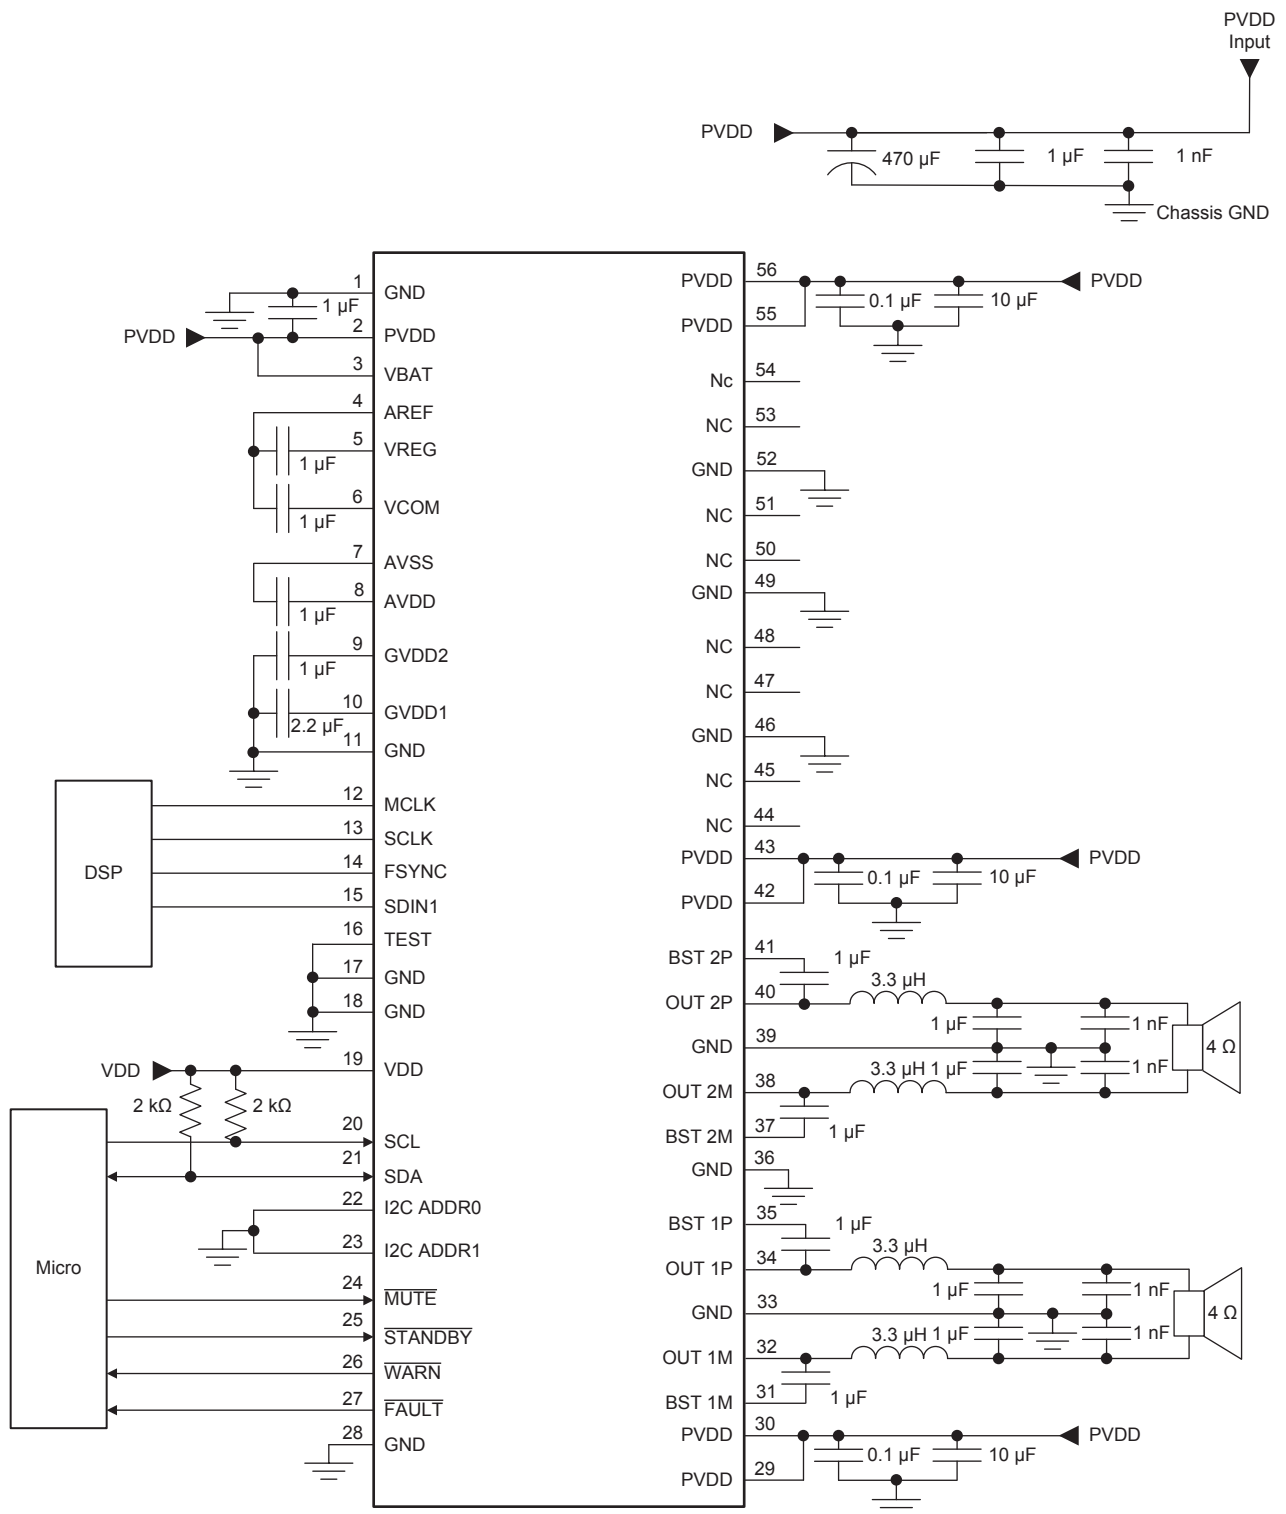 PVDD
Input
PVDD
470 µF
1 µF
1 nF
Chassis GND
1
GND
1 µF
PVDD
2
PVDD
3
VBAT
4
AREF
5
VREG
1 µF
6
VCOM
1 µF
7
AVSS
8
AVDD
1 µF
9
GVDD2
1 µF
10
GVDD1
2.2 µF
11
GND
DSP
12
MCLK
13
SCLK
14
FSYNC
15
SDIN1
16
TEST
17
GND
18
GND
VDD
19
VDD
2 kΩ
2 kΩ
20
SCL
21
SDA
22
I2C ADDR0
23
I2C ADDR1
Micro
24
MUTE
25
STANDBY
26
WARN
27
FAULT
28
GND
PVDD
56
PVDD
0.1 µF
10 µF
PVDD
55
Nc
54
NC
53
GND
52
NC
51
NC
50
GND
49
NC
48
NC
47
GND
46
NC
45
NC
44
PVDD
43
PVDD
0.1 µF
10 µF
PVDD
42
BST 2P
41
1 µF
OUT 2P
40
3.3 µH
1 µF
1 nF
GND
39
4 Ω
OUT 2M
38
3.3 µH
1 µF
1 nF
BST 2M
37
1 µF
GND
36
BST 1P
35
1 µF
OUT 1P
34
3.3 µH
1 µF
1 nF
GND
33
4 Ω
OUT 1M
32
3.3 µH
1 µF
1 nF
BST 1M
31
1 µF
PVDD
30
PVDD
0.1 µF
10 µF
PVDD
29